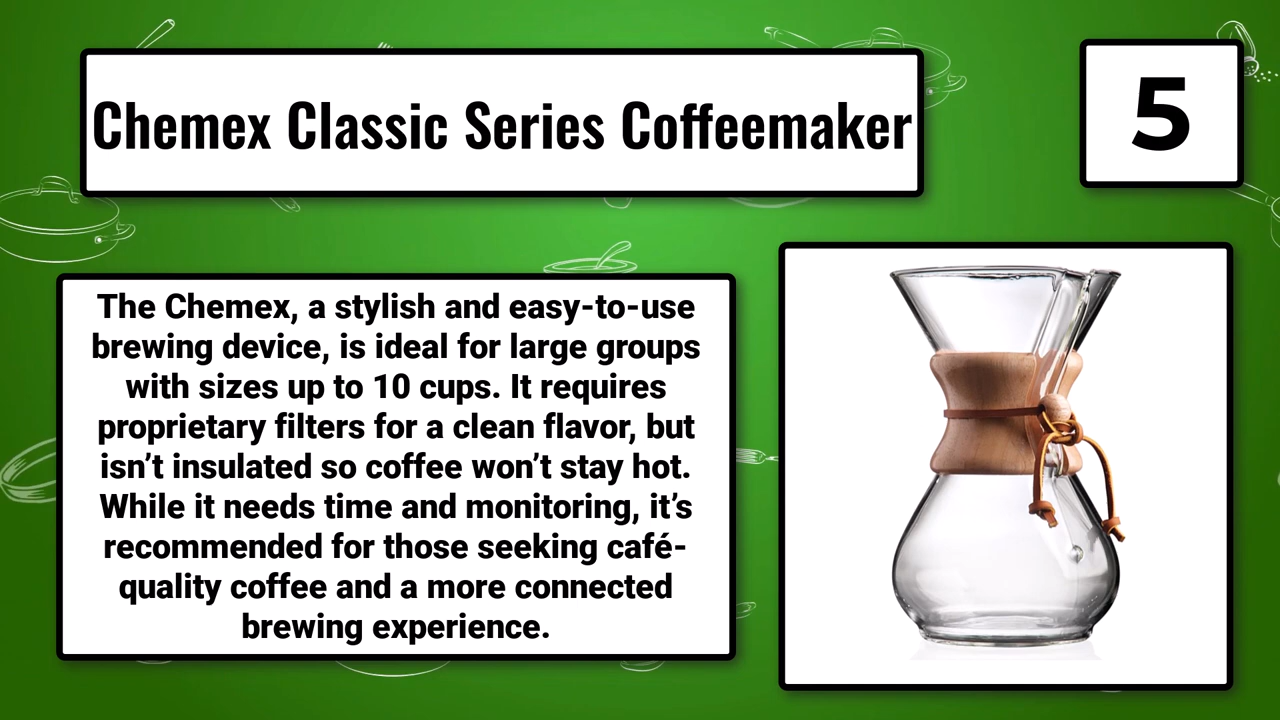 Chemex Classic Series Coffeemaker
5
The Chemex, a stylish and easy-to-use
brewing device, is ideal for large groups
with sizes up to 10 cups. It requires
proprietary filters for a clean flavor, but
isn’t insulated so coffee won’t stay hot.
While it needs time and monitoring, it’s
recommended for those seeking café-
quality coffee and a more connected
brewing experience.